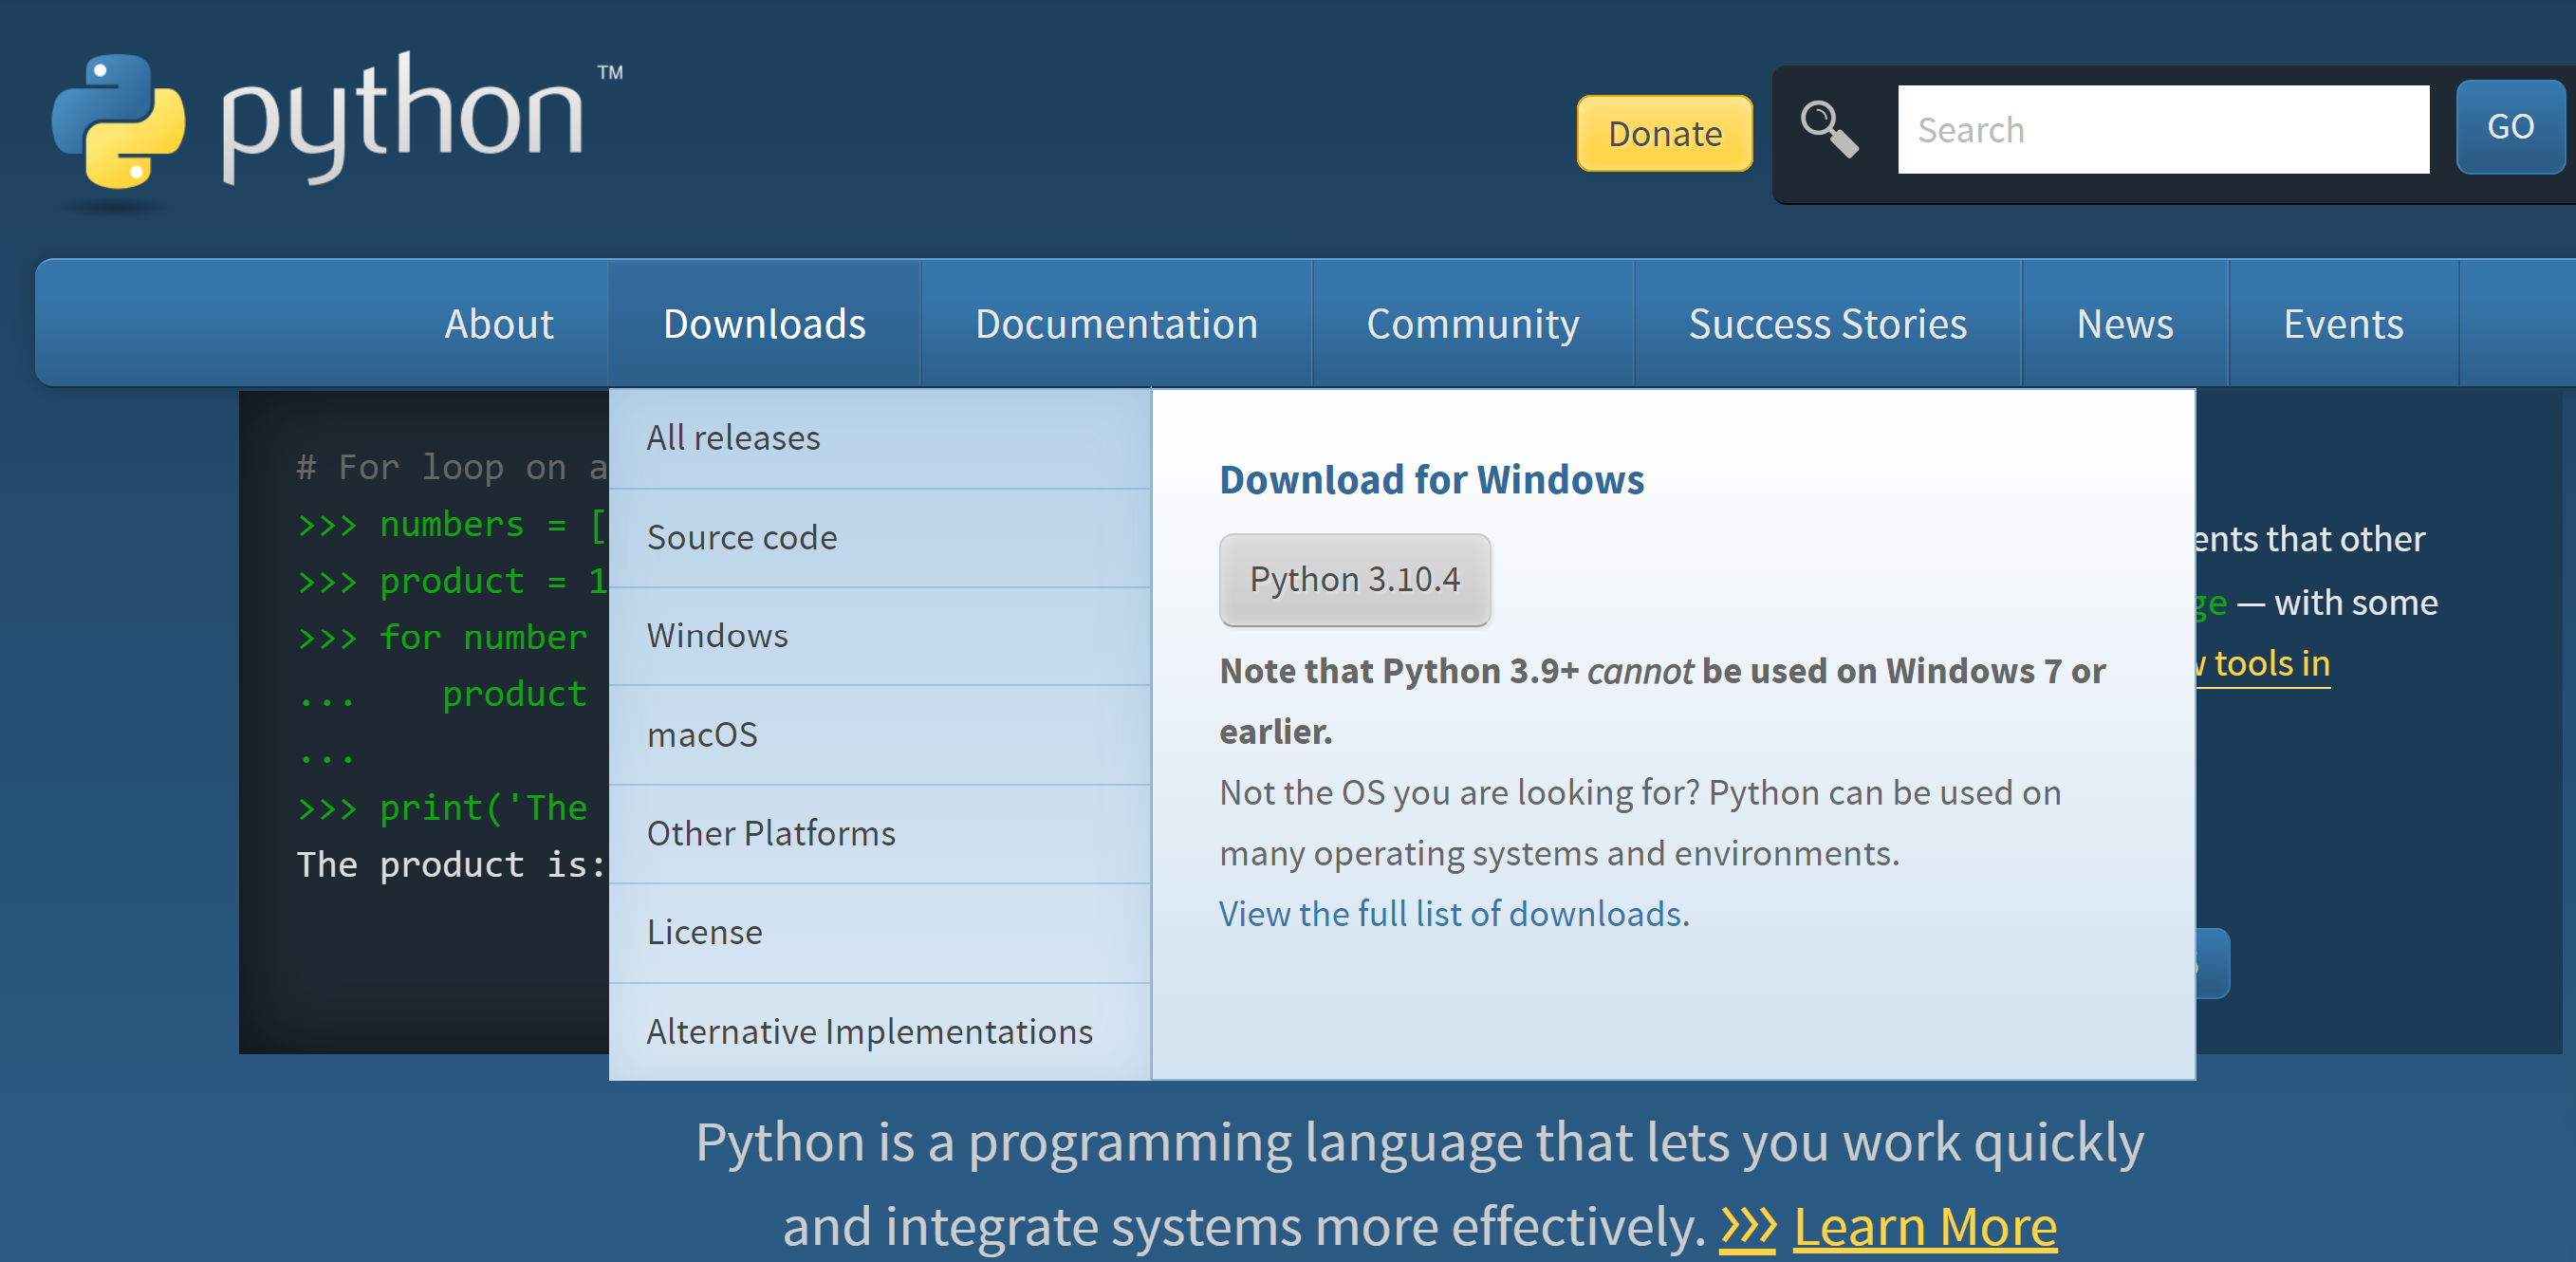 python™
Donate
Search
GO
About
Downloads
Documentation
Community
Success Stories
News
Events
# For loop on a
>>> numbers = [
>>> product = 1
>>> for number
...    product
...
>>> print('The
The product is:
All releases
Source code
Windows
macOS
Other Platforms
License
Alternative Implementations
Download for Windows
Python 3.10.4
Note that Python 3.9+ cannot be used on Windows 7 or
earlier.
Not the OS you are looking for? Python can be used on
many operating systems and environments.
View the full list of downloads.
ents that other
ge — with some
tools in
Python is a programming language that lets you work quickly
and integrate systems more effectively. >>> Learn More